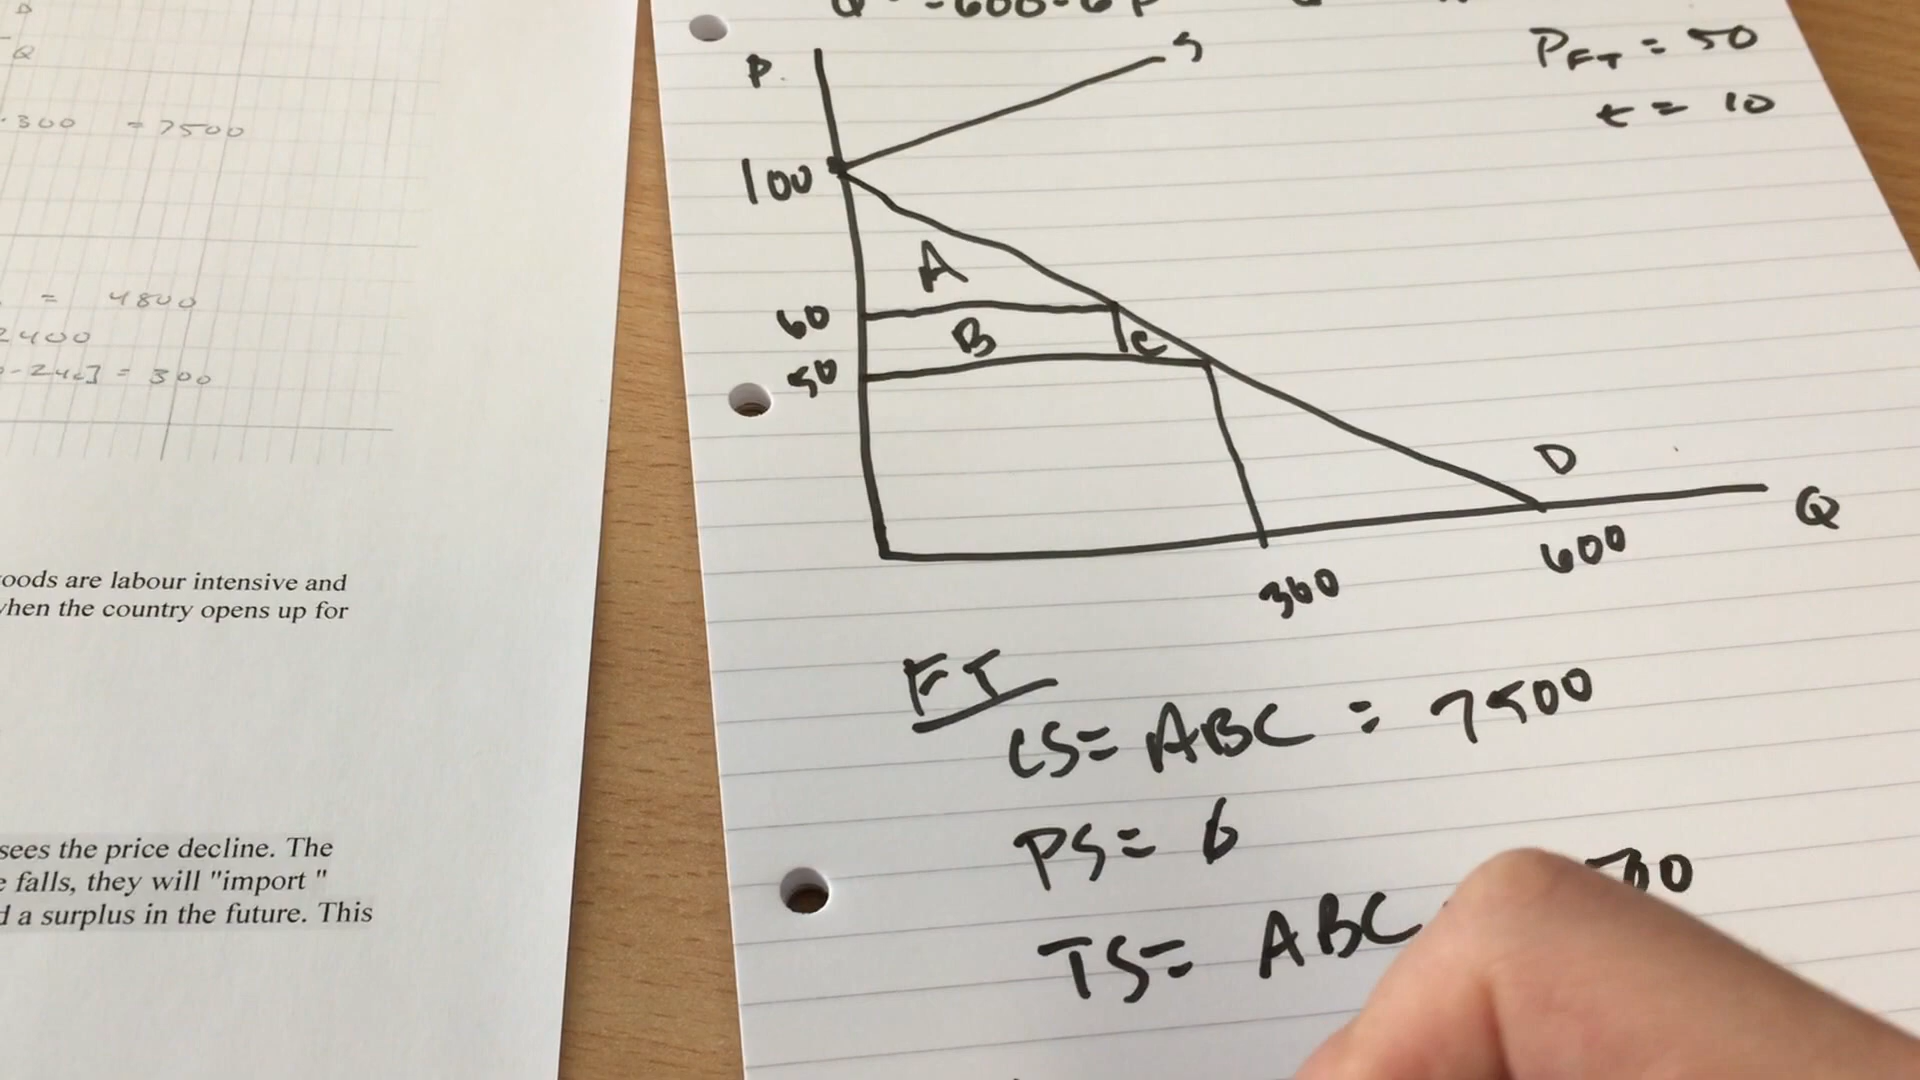 D
Q
.300 = 7500
= 4800
2400
= 300
oods are labour intensive and
when the country opens up for
sees the price decline. The
e falls, they will "import "
d a surplus in the future. This
P.
S
PFT = 50
t = 10
100
A
60
B
C
50
D
Q
300
600
FT
CS= ABC = 7500
PS= 0
TS= ABC